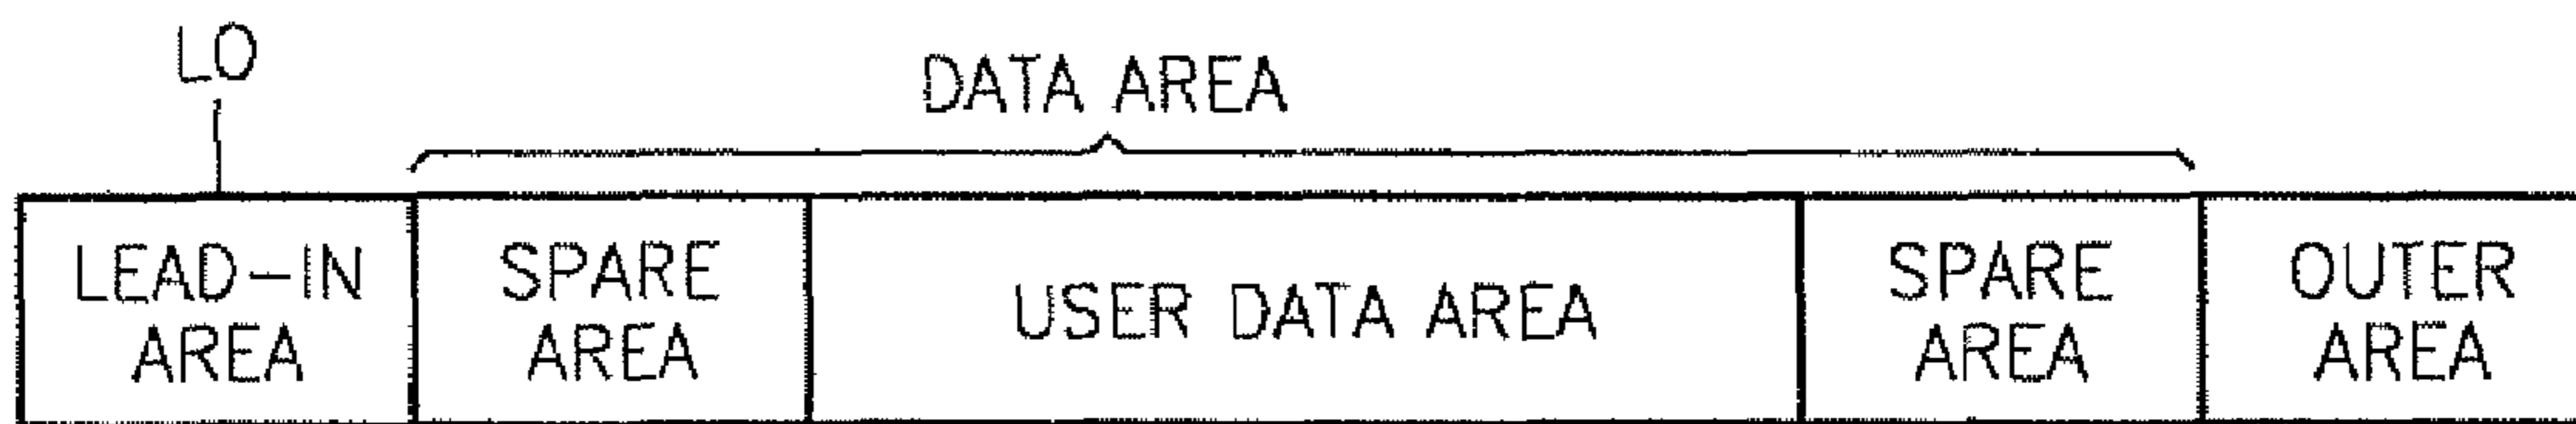 LO
DATA AREA
LEAD-IN
AREA
SPARE
AREA
USER DATA AREA
SPARE
AREA
OUTER
AREA